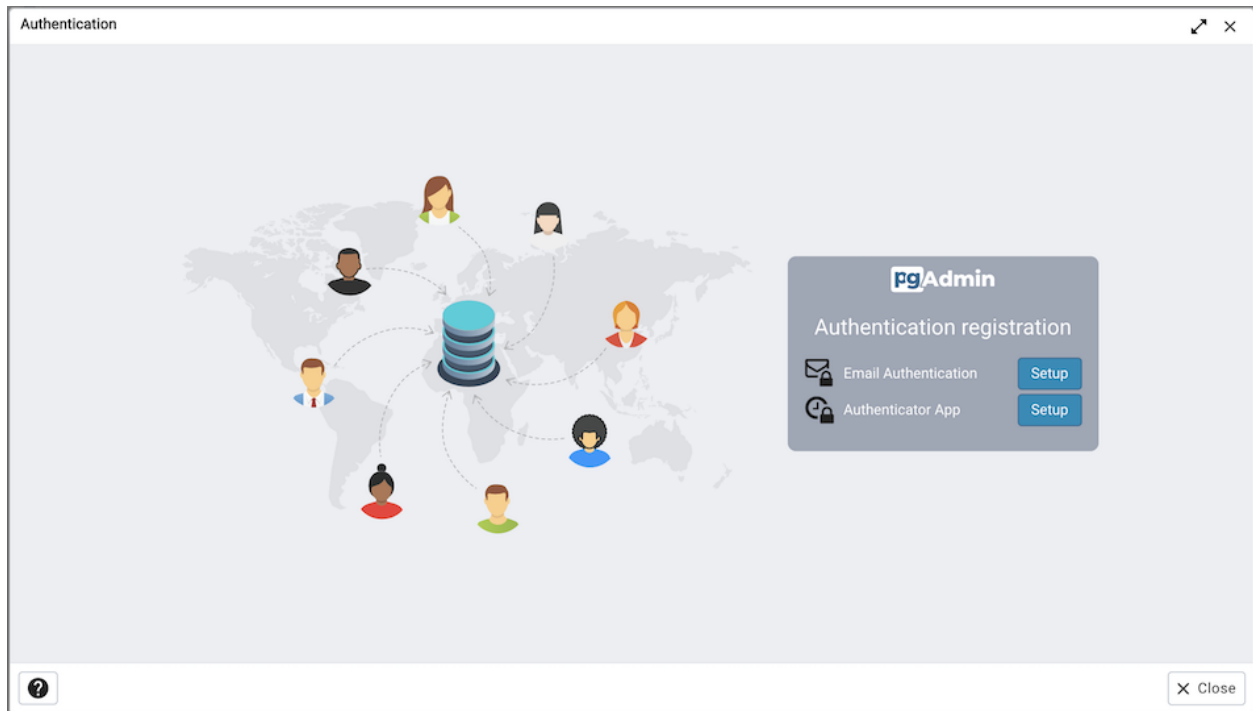 Authentication
pgAdmin
Authentication registration
Email Authentication Setup
Authenticator App Setup
? Close